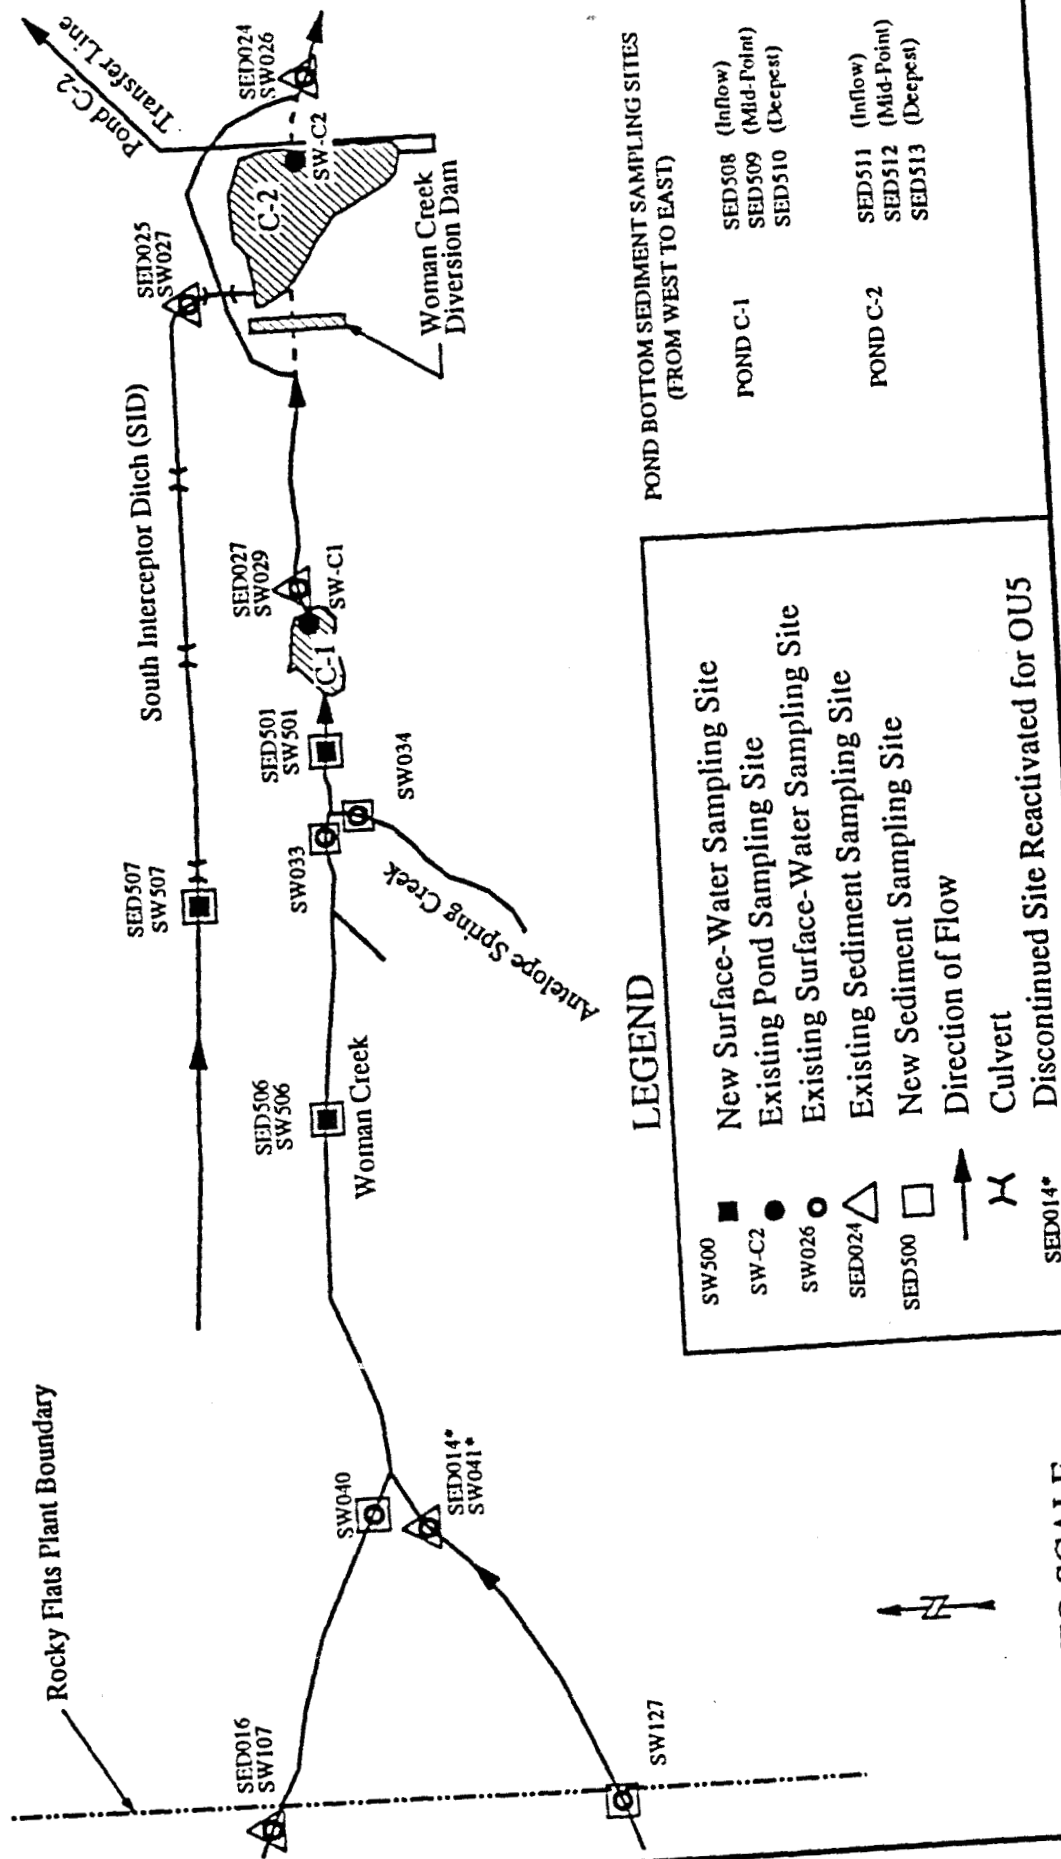 Rocky Flats Plant Boundary
SED016
SW107
SW127
SW040
SED014*
SW041*
SED506
SW506
Woman Creek
SED507
SW507
SW033
SW034
Antelope Spring Creek
SED501
SW501
C-1
SW-C1
SED027
SW029
South Interceptor Ditch (SID)
SED025
SW027
C-2
SW-C2
Woman Creek
Diversion Dam
Pond C-2
Transfer Line
SED024
SW026
POND BOTTOM SEDIMENT SAMPLING SITES
(FROM WEST TO EAST)
POND C-1 SED508 (Inflow)
SED509 (Mid-Point)
SED510 (Deepest)
POND C-2 SED511 (Inflow)
SED512 (Mid-Point)
SED513 (Deepest)
LEGEND
SW500 New Surface-Water Sampling Site
SW-C2 Existing Pond Sampling Site
SW026 Existing Surface-Water Sampling Site
SED024 Existing Sediment Sampling Site
SED500 New Sediment Sampling Site
Direction of Flow
Culvert
SED014* Discontinued Site Reactivated for OU5
N
SCALE